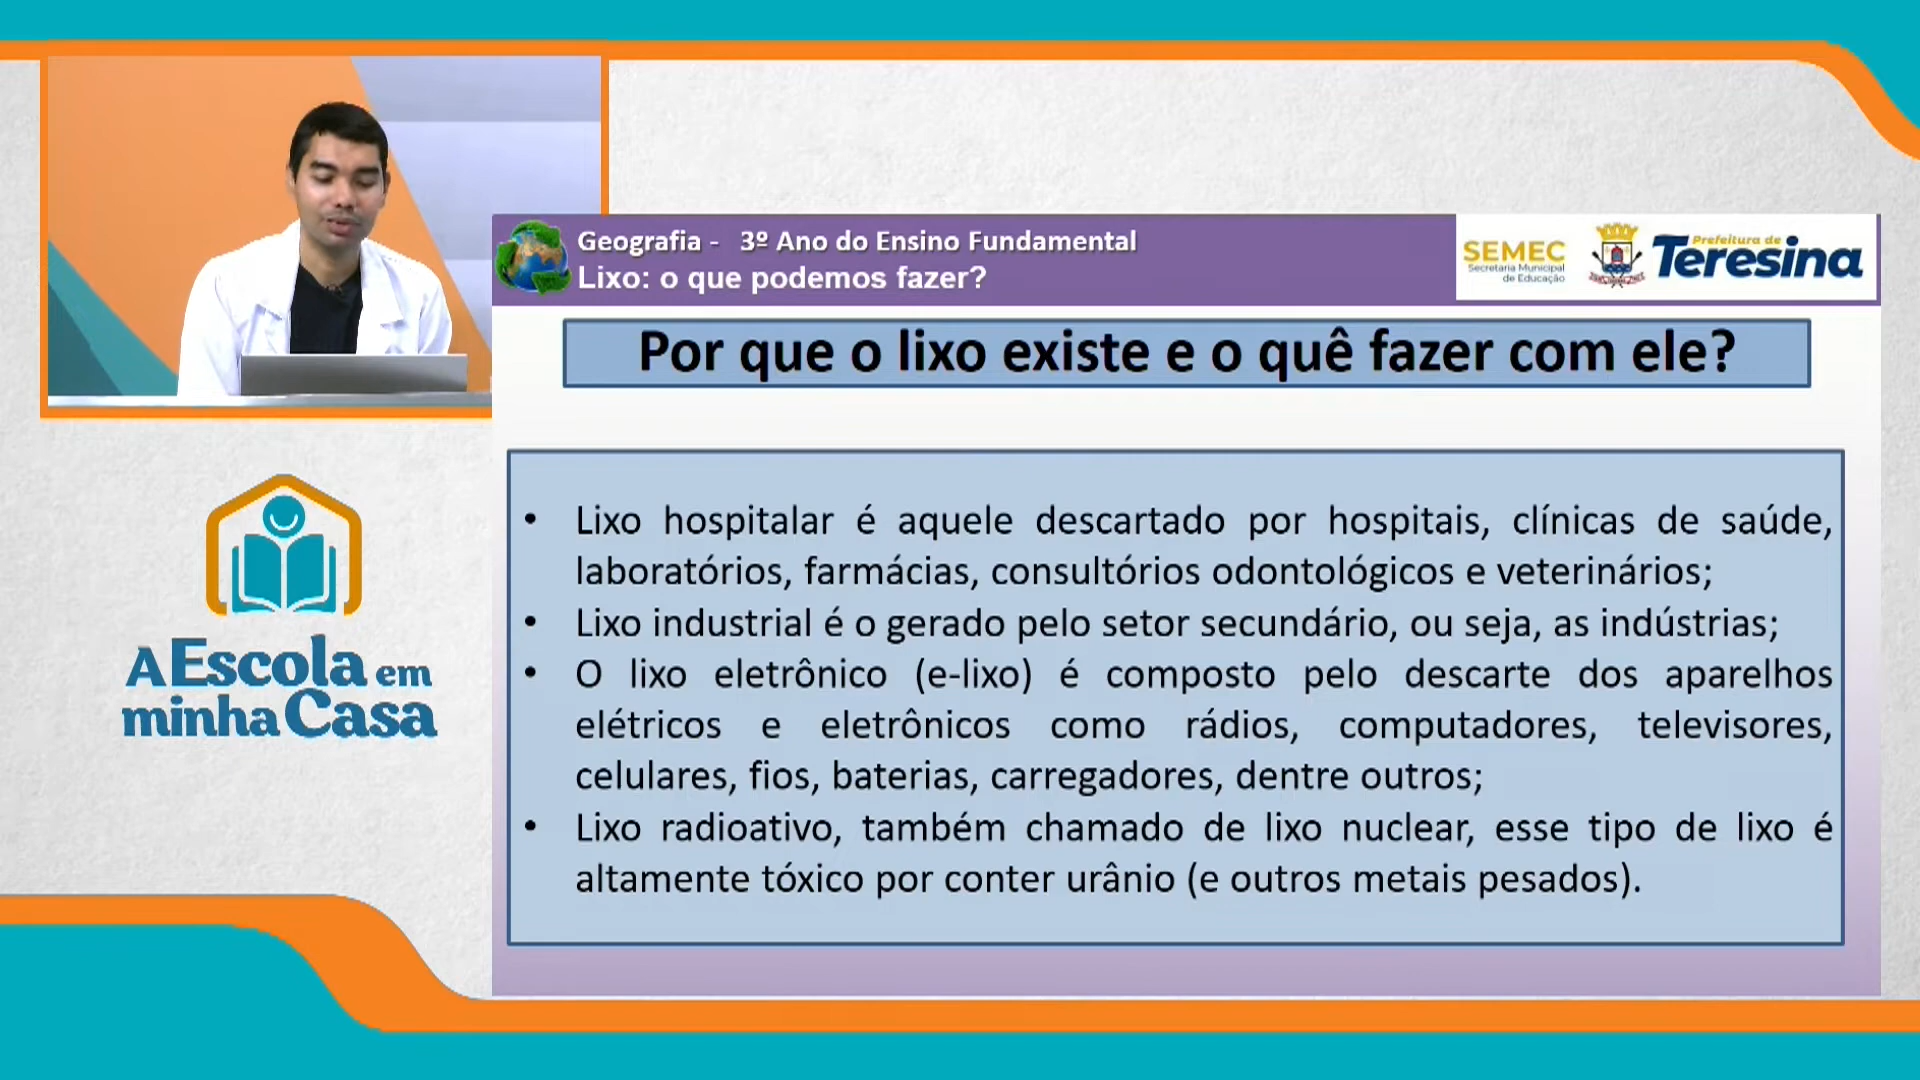 Geografia - 3º Ano do Ensino Fundamental
Lixo: o que podemos fazer?
SEMEC
Secretaria Municipal
de Educação
Prefeitura de
Teresina
Por que o lixo existe e o quê fazer com ele?
• Lixo hospitalar é aquele descartado por hospitais, clínicas de saúde,
laboratórios, farmácias, consultórios odontológicos e veterinários;
• Lixo industrial é o gerado pelo setor secundário, ou seja, as indústrias;
• O lixo eletrônico (e-lixo) é composto pelo descarte dos aparelhos
elétricos e eletrônicos como rádios, computadores, televisores,
celulares, fios, baterias, carregadores, dentre outros;
• Lixo radioativo, também chamado de lixo nuclear, esse tipo de lixo é
altamente tóxico por conter urânio (e outros metais pesados).
A Escola em
minha Casa